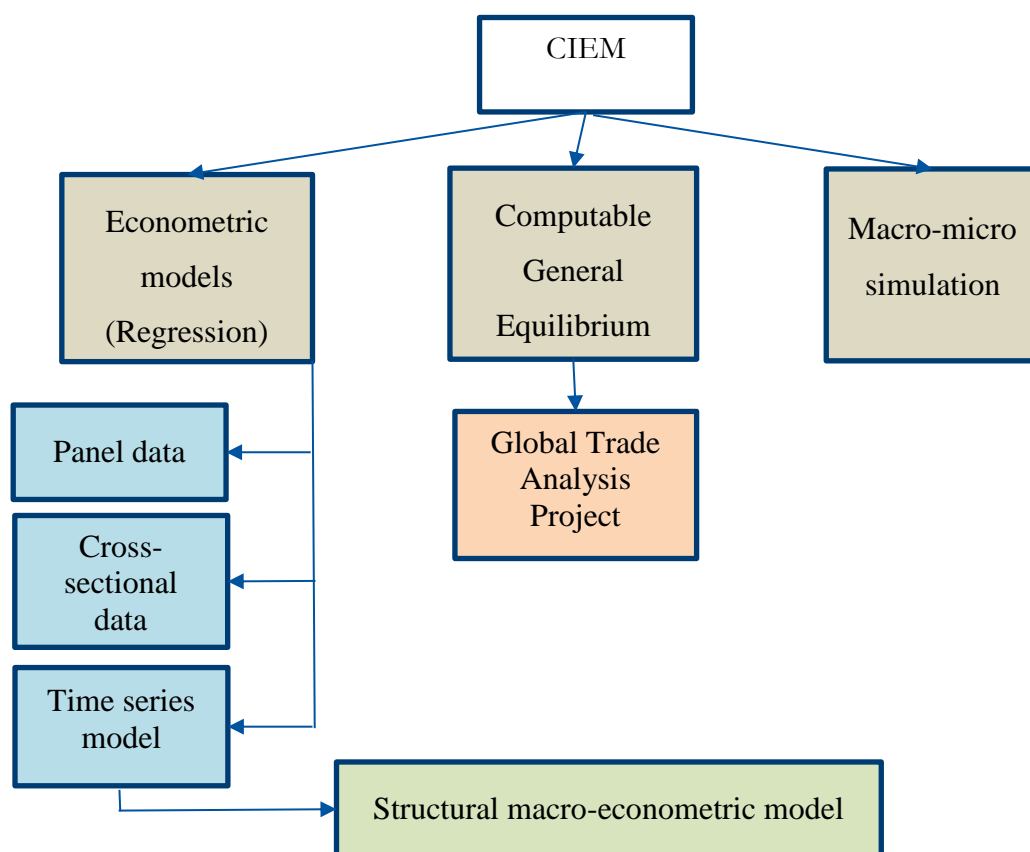 CIEM
Econometric
models
(Regression)
Computable
General
Equilibrium
Macro-micro
simulation
Panel data
Cross-
sectional
data
Time series
model
Global Trade
Analysis
Project
Structural macro-econometric model